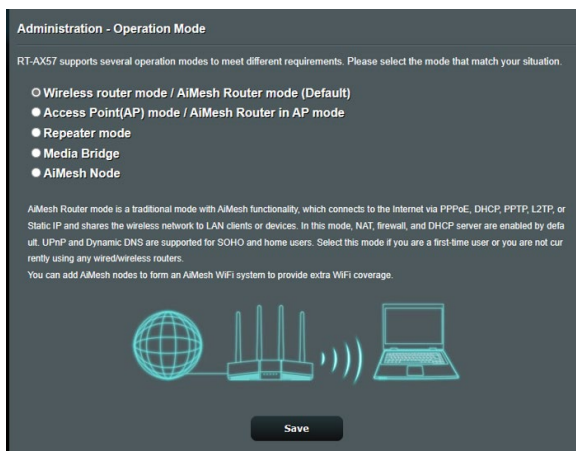 Administration - Operation Mode
RT-AX57 supports several operation modes to meet different requirements. Please select the mode that match your situation.
Wireless router mode / AiMesh Router mode (Default)
Access Point(AP) mode / AiMesh Router in AP mode
Repeater mode
Media Bridge
AiMesh Node
AiMesh Router mode is a traditional mode with AiMesh functionality, which connects to the Internet via PPPoE, DHCP, PPTP, L2TP, or
Static IP and shares the wireless network to LAN clients or devices. In this mode, NAT, firewall, and DHCP server are enabled by defa
ult. UPnP and Dynamic DNS are supported for SOHO and home users. Select this mode if you are a first-time user or you are not cur
rently using any wired/wireless routers.
You can add AiMesh nodes to form an AiMesh WiFi system to provide extra WiFi coverage.
Save